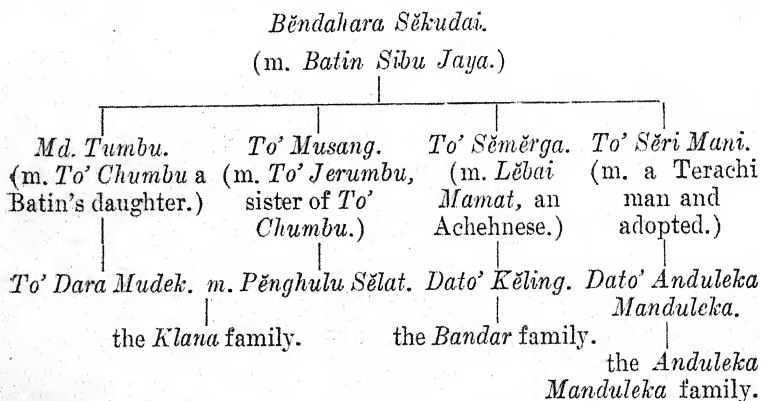 Bĕndahara Sĕkudai.
(m. Batin Sibu Jaya.)
Md. Tumbu. To' Musang. To' Sĕmĕrga. To' Sĕri Mani.
(m. To' Chumbu a (m. To' Jerumbu, (m. Lĕbai (m. a Terachi
Batin's daughter.) sister of To' Mamat, an man and
Chumbu.) Achehnese.) adopted.)
To' Dara Mudek. m. Pĕnghulu Sĕlat. Dato' Kĕling. Dato' Anduleka
Manduleka.
the Klana family. the Bandar family.
the Anduleka
Manduleka family.